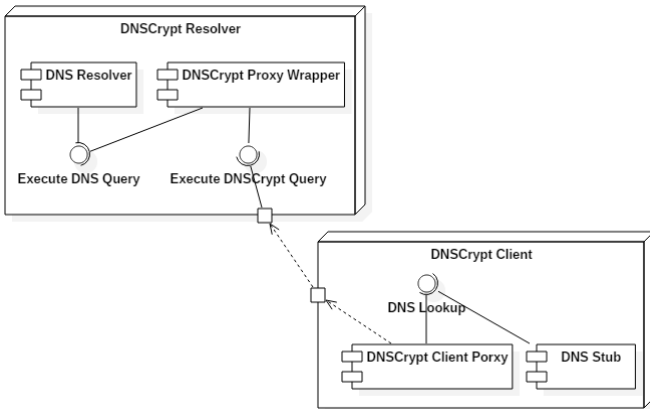 DNSCrypt Resolver
DNS Resolver
DNSCrypt Proxy Wrapper
Execute DNS Query
Execute DNSCrypt Query
DNSCrypt Client
DNS Lookup
DNSCrypt Client Porxy
DNS Stub